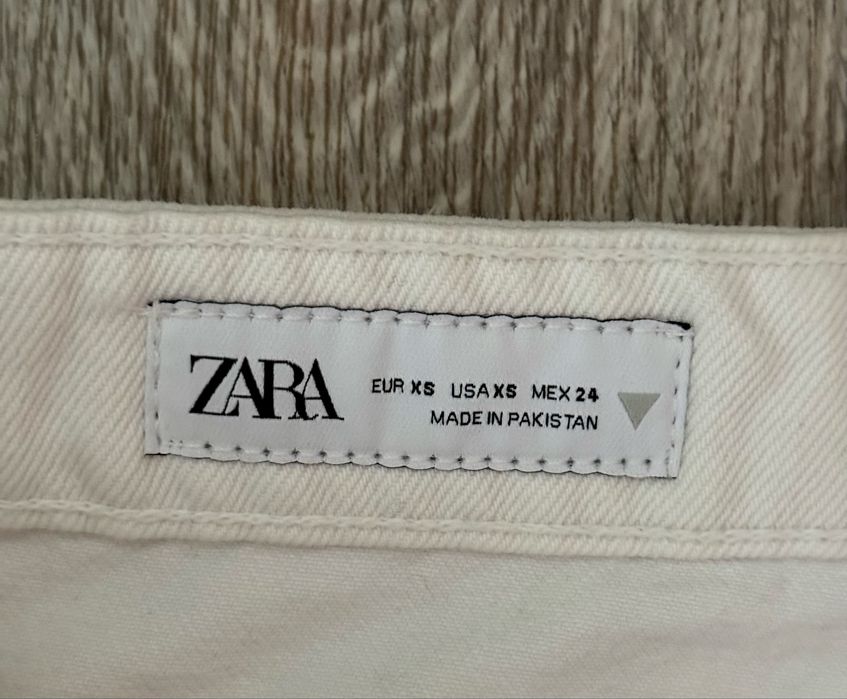 ZARA
EUR XS USA XS MEX 24
MADE IN PAKISTAN